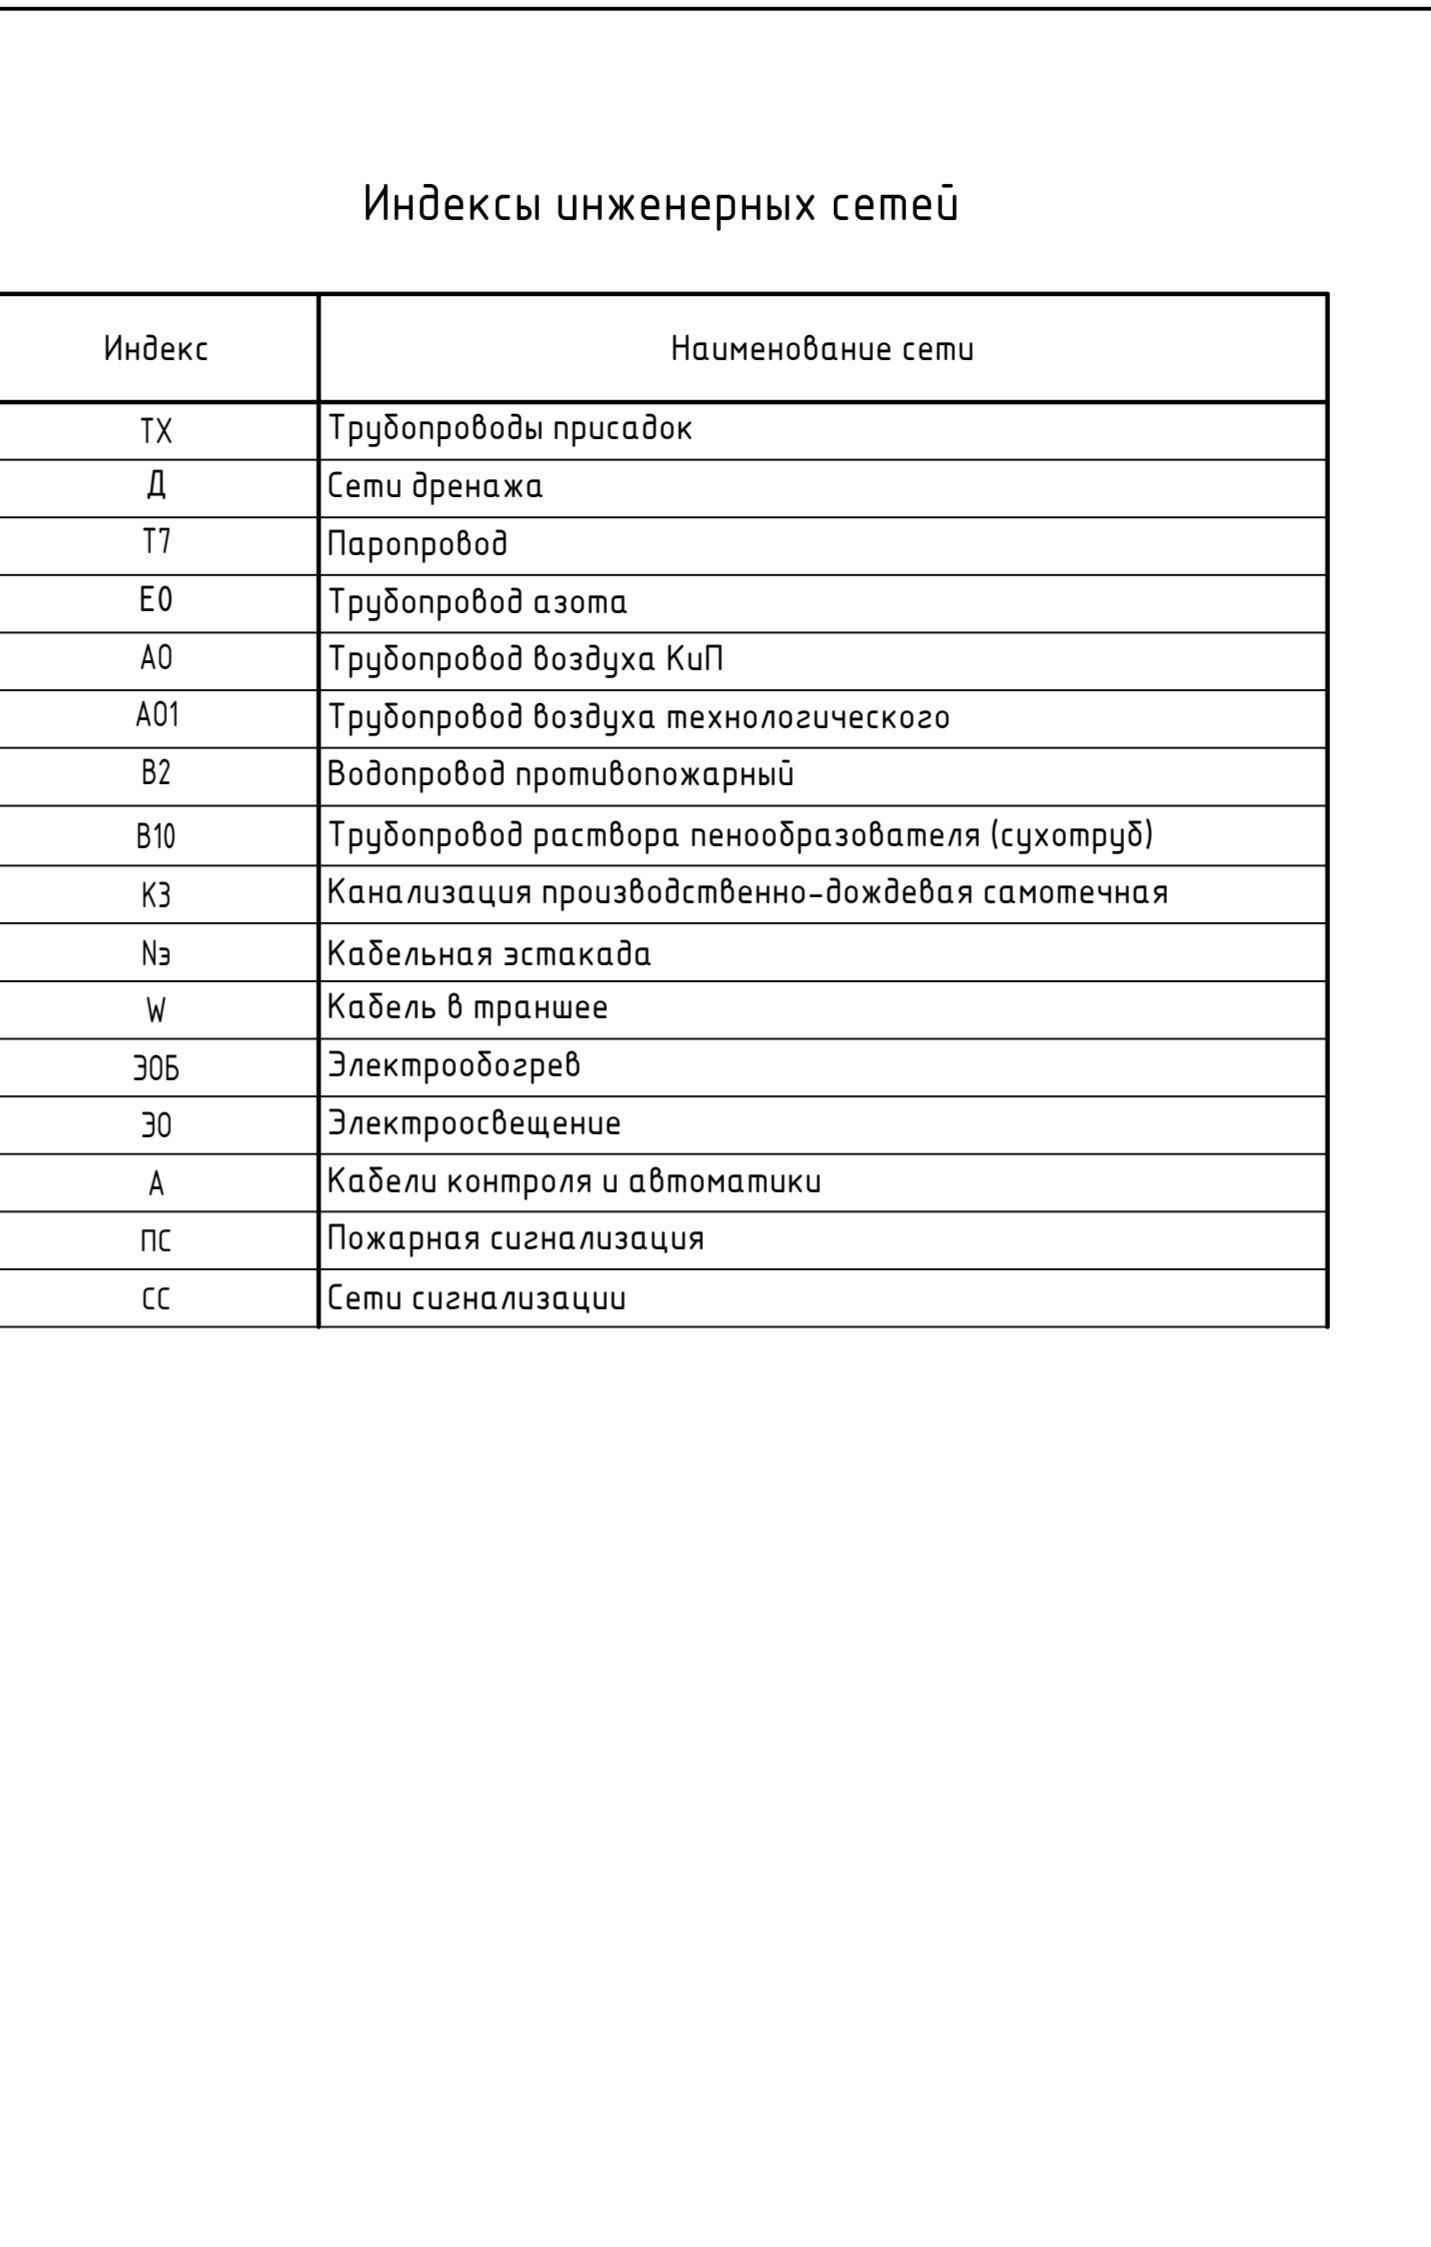 Индексы инженерных сетей
Индекс Наименование сети
ТХ Трубопроводы присадок
Д Сети дренажа
Т7 Паропровод
Е0 Трубопровод азота
А0 Трубопровод воздуха КиП
А01 Трубопровод воздуха технологического
В2 Водопровод противопожарный
В10 Трубопровод раствора пенообразователя (сухотруб)
К3 Канализация производственно-дождевая самотечная
Nэ Кабельная эстакада
W Кабель в траншее
ЭОБ Электрообогрев
ЭО Электроосвещение
А Кабели контроля и автоматики
ПС Пожарная сигнализация
СС Сети сигнализации